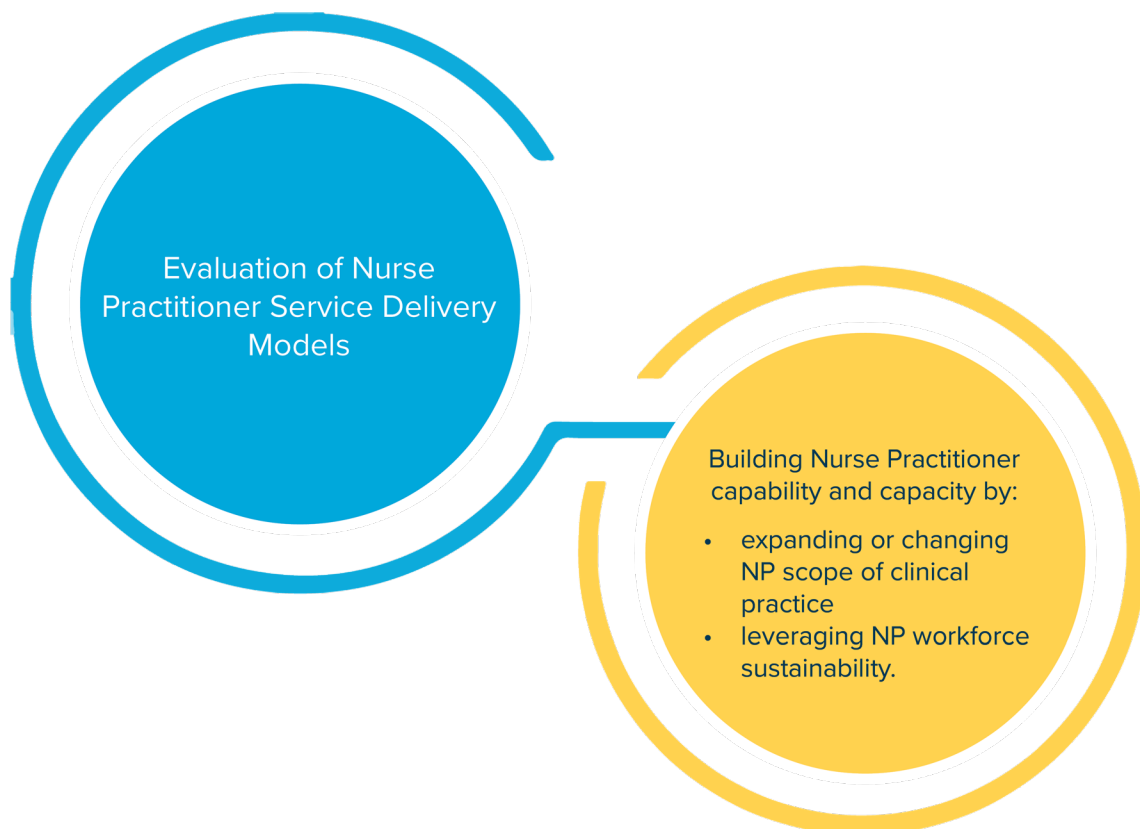 Evaluation of Nurse
Practitioner Service Delivery
Models
Building Nurse Practitioner
capability and capacity by:
• expanding or changing
NP scope of clinical
practice
• leveraging NP workforce
sustainability.